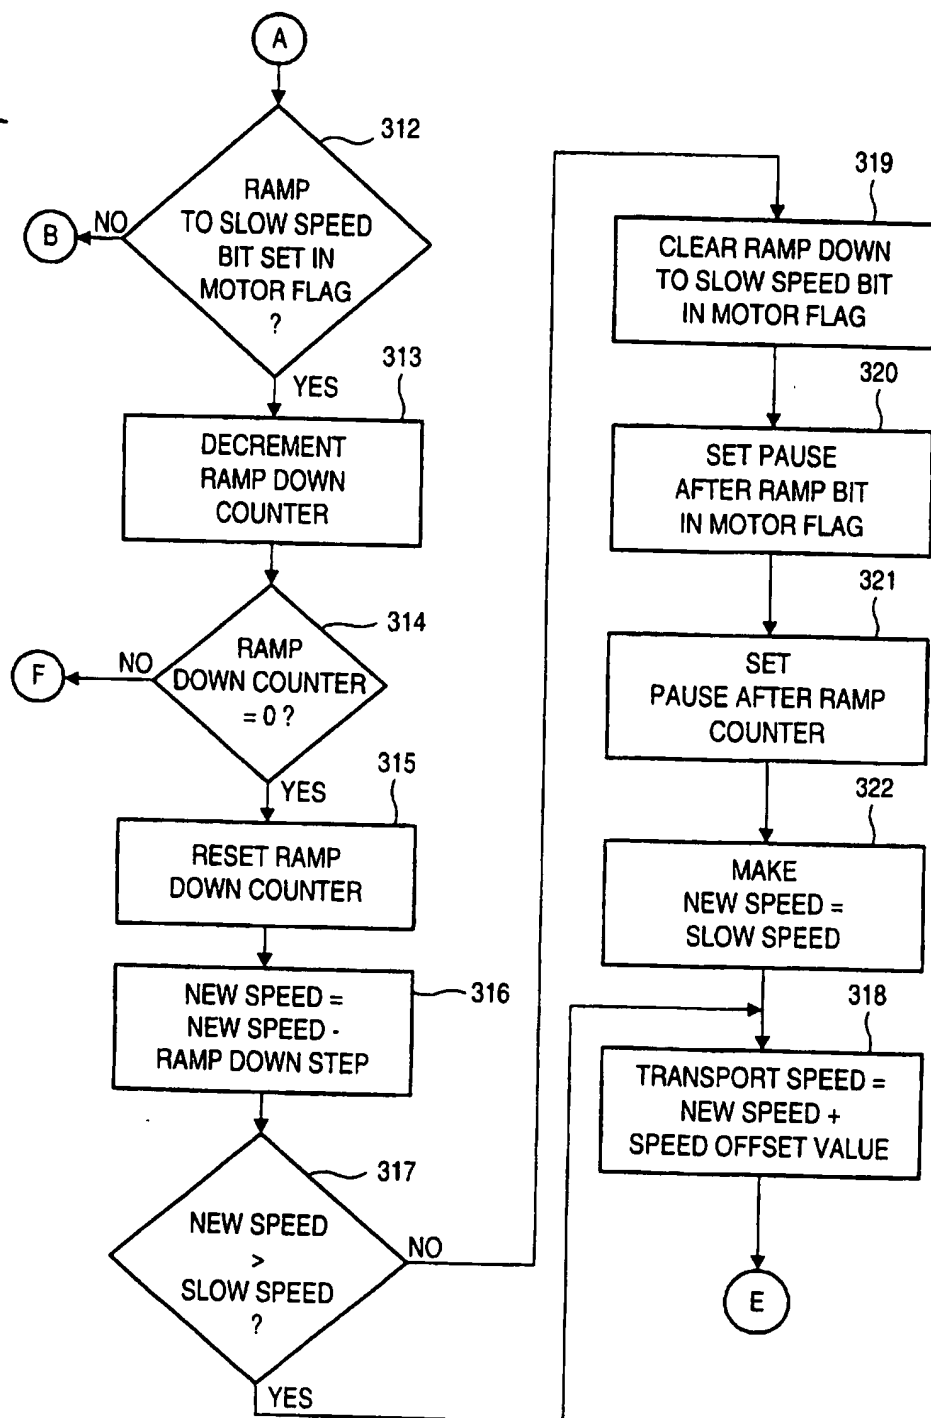 A
312
RAMP
TO SLOW SPEED
BIT SET IN
MOTOR FLAG
?
NO
B
YES
313
DECREMENT
RAMP DOWN
COUNTER
314
RAMP
DOWN COUNTER
= 0 ?
NO
F
YES
315
RESET RAMP
DOWN COUNTER
316
NEW SPEED =
NEW SPEED -
RAMP DOWN STEP
317
NEW SPEED
>
SLOW SPEED
?
NO
YES
319
CLEAR RAMP DOWN
TO SLOW SPEED BIT
IN MOTOR FLAG
320
SET PAUSE
AFTER RAMP BIT
IN MOTOR FLAG
321
SET
PAUSE AFTER RAMP
COUNTER
322
MAKE
NEW SPEED =
SLOW SPEED
318
TRANSPORT SPEED =
NEW SPEED +
SPEED OFFSET VALUE
E